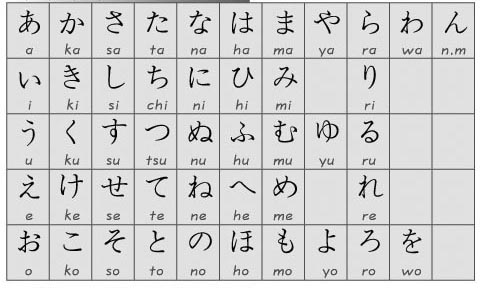 あ か さ た な は ま や ら わ ん
a ka sa ta na ha ma ya ra wa n.m
い き し ち に ひ み り
i ki si chi ni hi mi ri
う く す つ ぬ ふ む ゆ る
u ku su tsu nu hu mu yu ru
え け せ て ね へ め れ
e ke se te ne he me re
お こ そ と の ほ も よ ろ を
o ko so to no ho mo yo ro wo